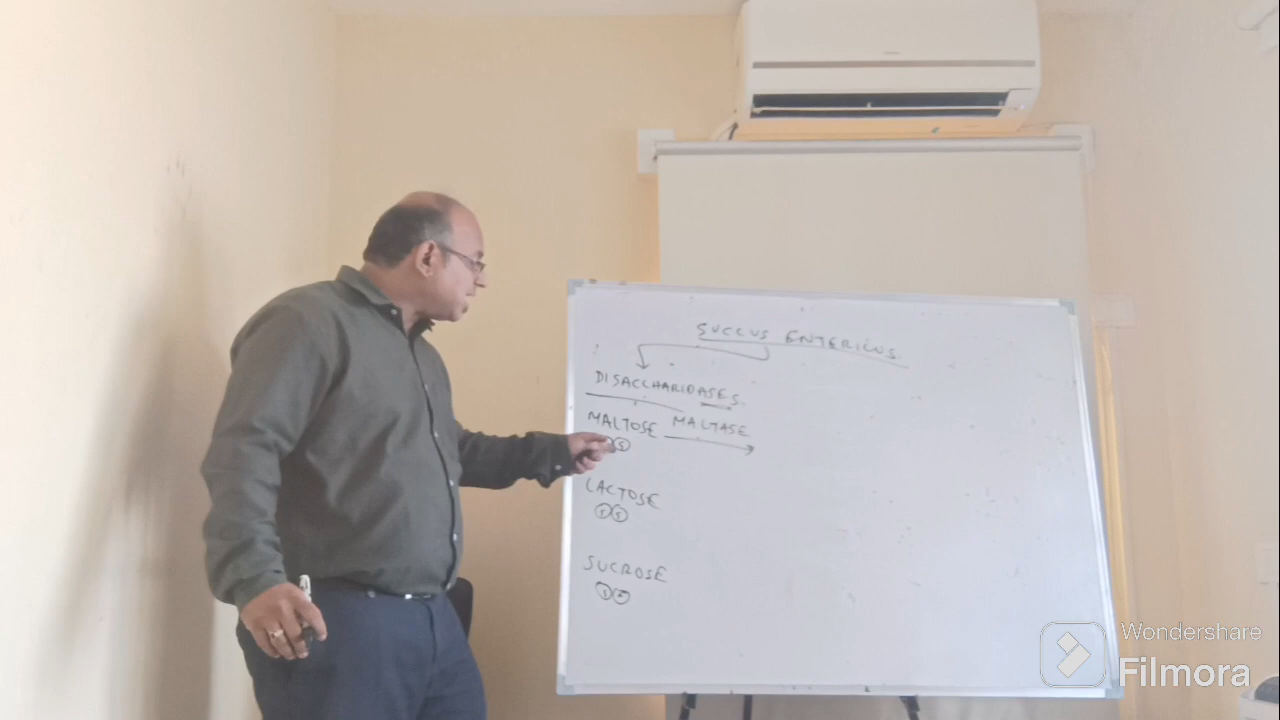 SUCCUS ENTERICUS
DISACCHARIDASES
MALTOSE MALTASE
LACTOSE
SUCROSE
Wondershare
Filmora